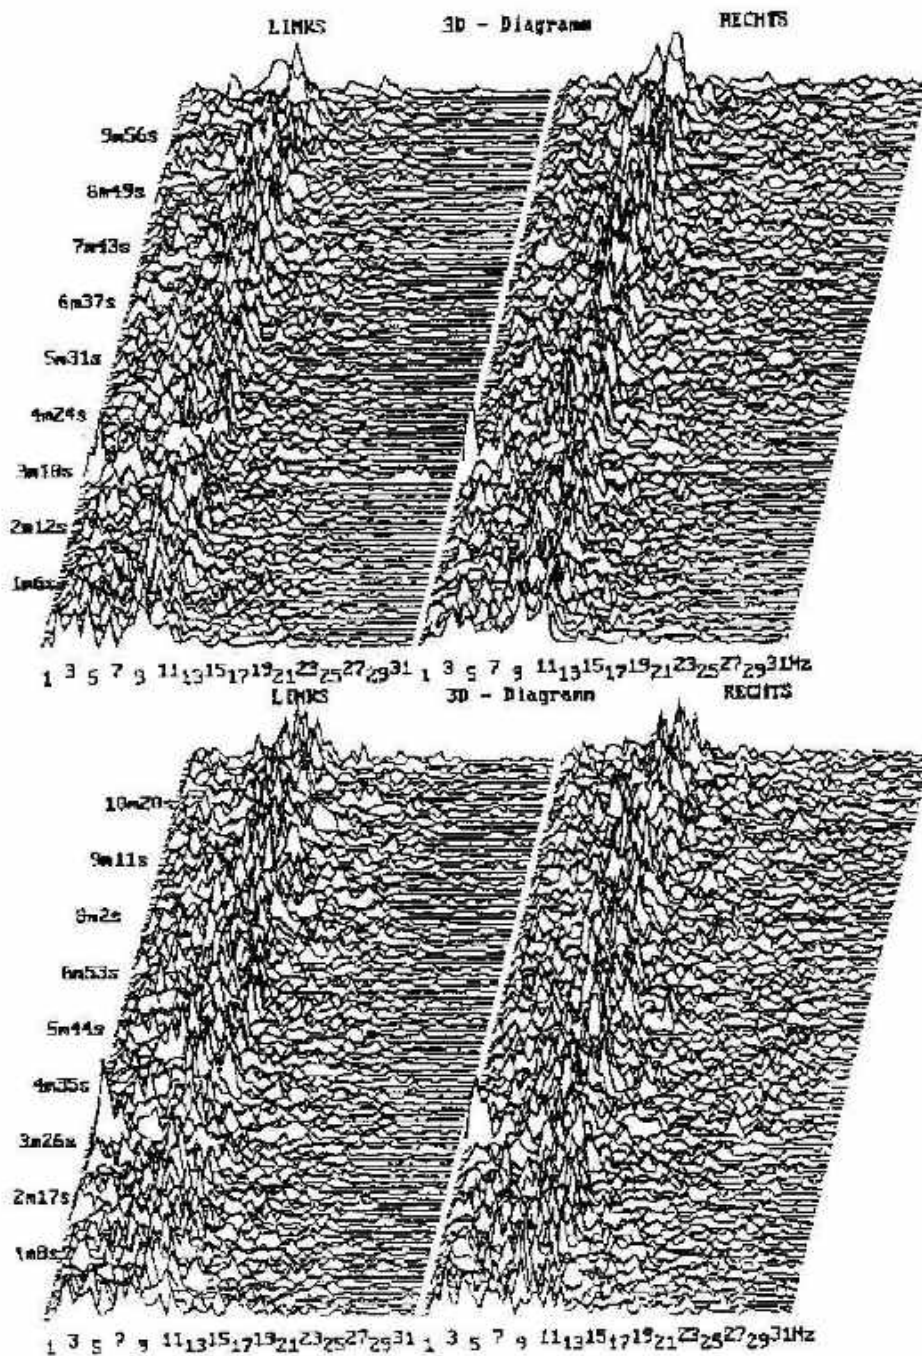 LINKS 3D - Diagramm RECHTS
9m56s
8m49s
7m43s
6m37s
5m31s
4m24s
3m18s
2m12s
1m6s
1 3 5 7 9 11 13 15 17 19 21 23 25 27 29 31 1 3 5 7 9 11 13 15 17 19 21 23 25 27 29 31Hz
LINKS 3D - Diagramm RECHTS
10m20s
9m11s
8m2s
6m53s
5m44s
4m35s
3m26s
2m17s
1m8s
1 3 5 7 9 11 13 15 17 19 21 23 25 27 29 31 1 3 5 7 9 11 13 15 17 19 21 23 25 27 29 31Hz